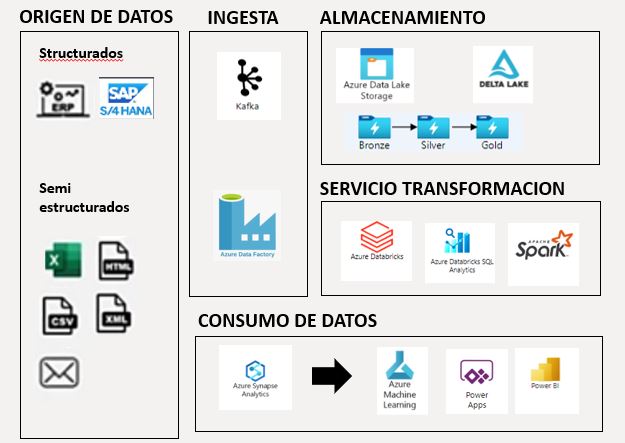 ORIGEN DE DATOS
Structurados
ERP
SAP
S/4HANA
Semi
estructurados
X
HTML
CSV
XML
INGESTA
Kafka
Azure Data Factory
ALMACENAMIENTO
Azure Data Lake
Storage
DELTA LAKE
Bronze
Silver
Gold
SERVICIO TRANSFORMACION
Azure Databricks
Azure Databricks SQL
Analytics
APACHE
Spark
CONSUMO DE DATOS
Azure Synapse
Analytics
Azure
Machine
Learning
Power
Apps
Power BI